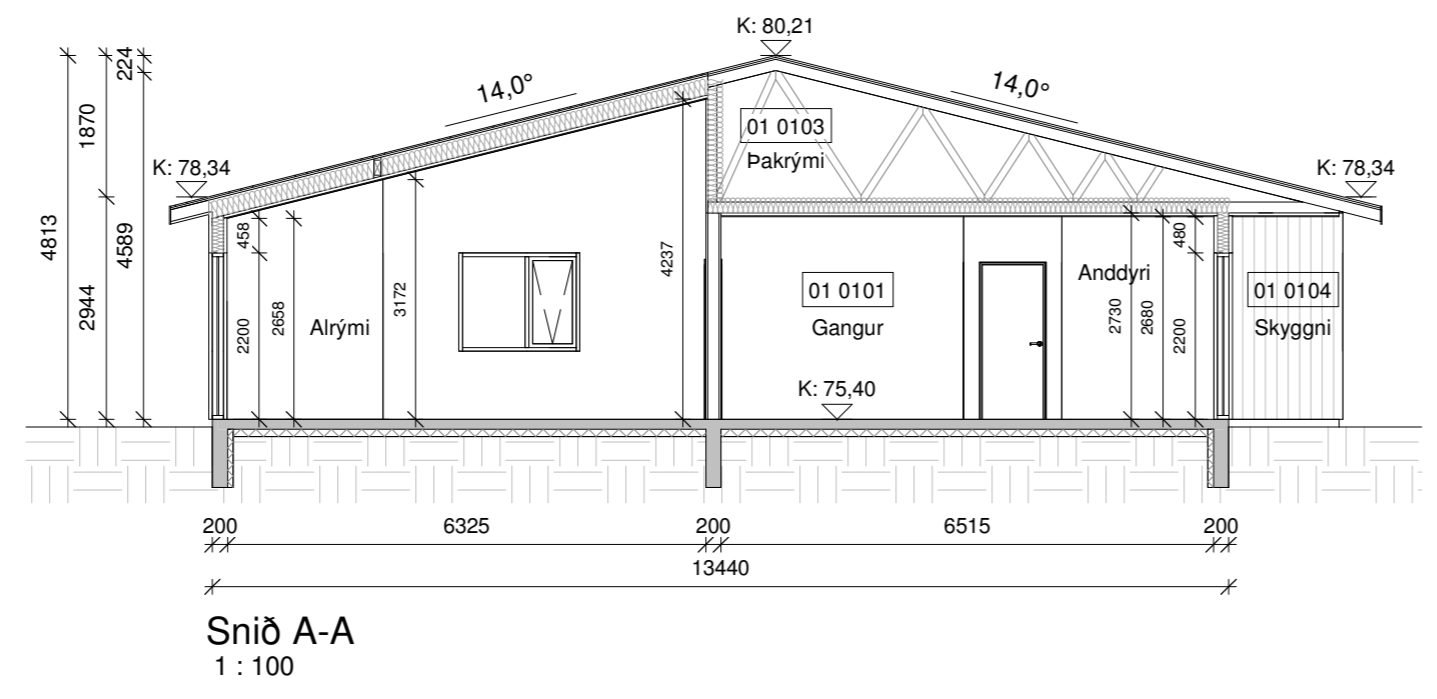 K: 80,21
224
14,0°
14,0°
1870
01 0103
Þakrými
K: 78,34
K: 78,34
4813
4589
2944
458
480
4237
2200
2658
Alrými
3172
01 0101
Gangur
Anddyri
2730
2680
2200
01 0104
Skyggni
K: 75,40
200
6325
200
6515
200
13440
Snið A-A
1 : 100